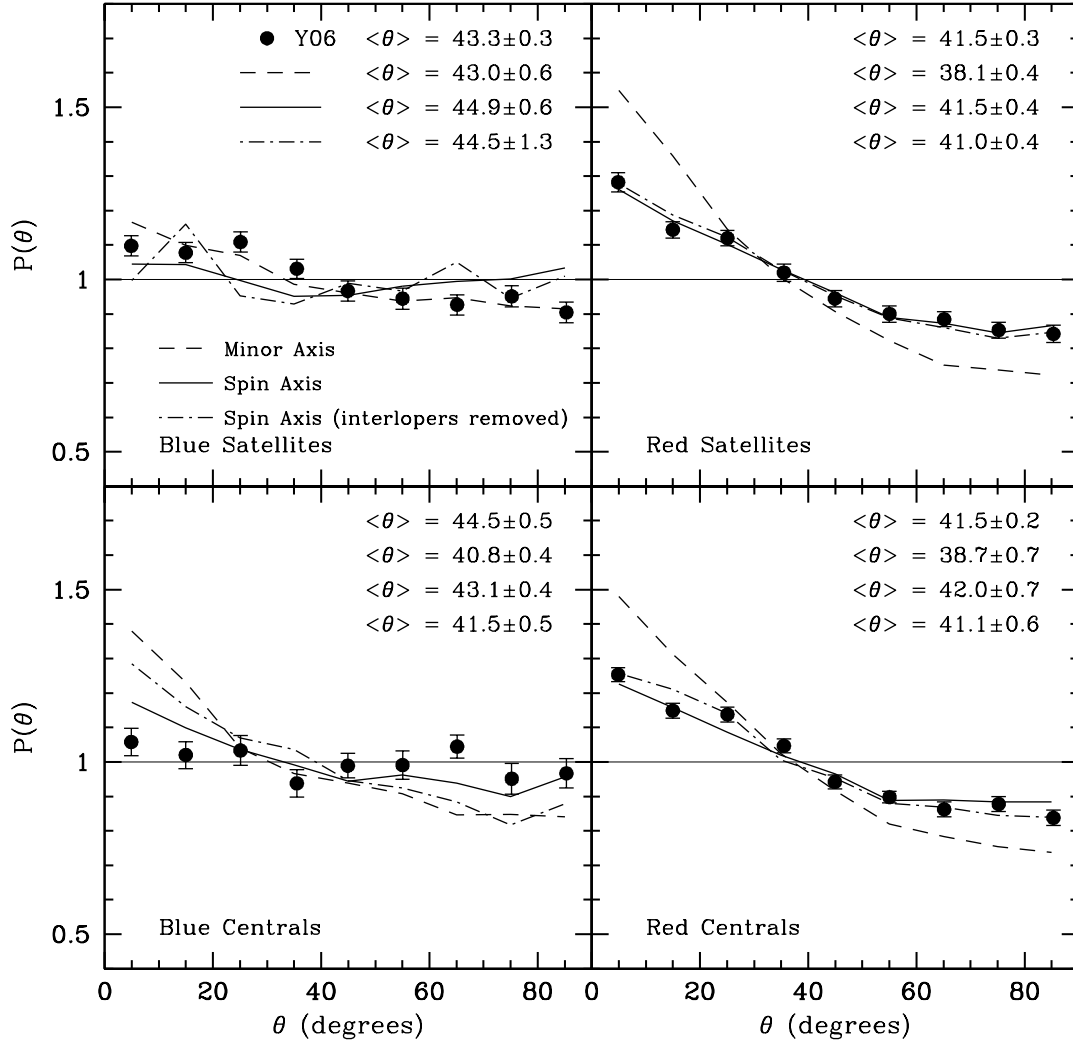 Y06 <θ> = 43.3±0.3
<θ> = 43.0±0.6
<θ> = 44.9±0.6
<θ> = 44.5±1.3
1.5
P(θ)
1
Minor Axis
Spin Axis
Spin Axis (interlopers removed)
Blue Satellites
0.5
<θ> = 41.5±0.3
<θ> = 38.1±0.4
<θ> = 41.5±0.4
<θ> = 41.0±0.4
Red Satellites
<θ> = 44.5±0.5
<θ> = 40.8±0.4
<θ> = 43.1±0.4
<θ> = 41.5±0.5
1.5
P(θ)
1
Blue Centrals
0.5
0 20 40 60 80
θ (degrees)
<θ> = 41.5±0.2
<θ> = 38.7±0.7
<θ> = 42.0±0.7
<θ> = 41.1±0.6
Red Centrals
0 20 40 60 80
θ (degrees)